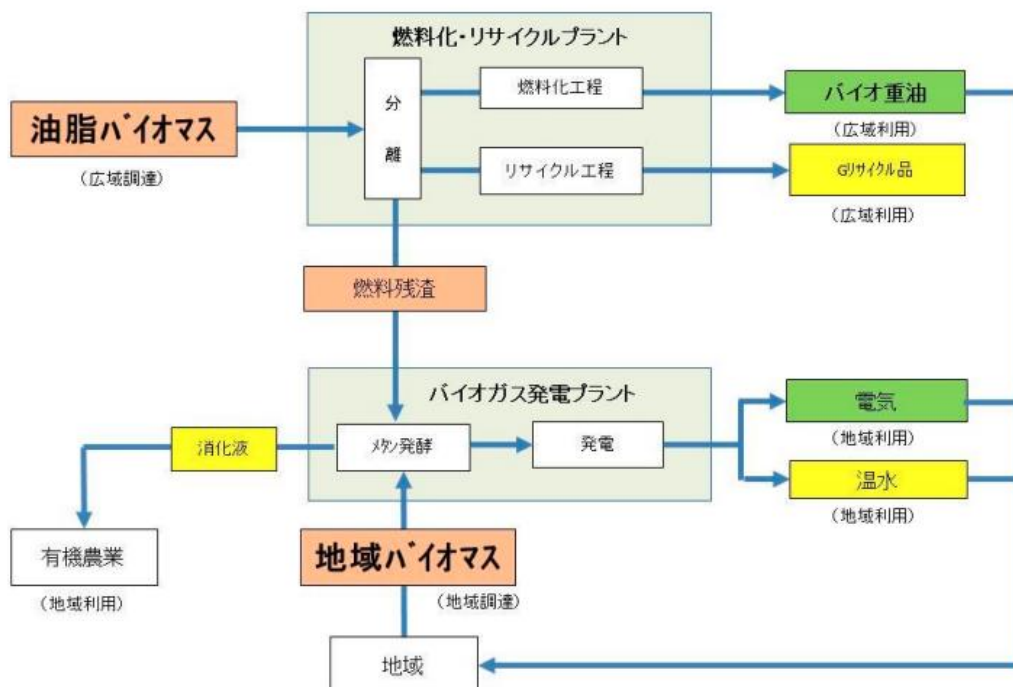 燃料化・リサイクルプラント
油脂バイオマス
(広域調達)
分
離
燃料化工程
リサイクル工程
バイオ重油
(広域利用)
Gリサイクル品
(広域利用)
燃料残渣
バイオガス発電プラント
消化液
メタン発酵
発電
電気
(地域利用)
温水
(地域利用)
有機農業
(地域利用)
地域バイオマス
(地域調達)
地域